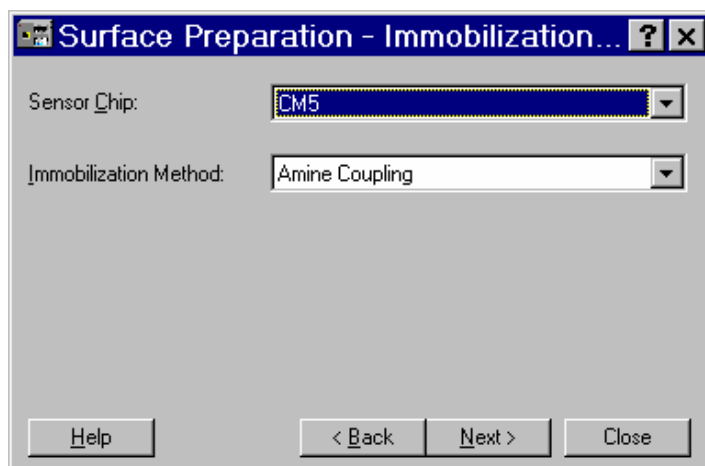 Surface Preparation - Immobilization...
Sensor Chip: CM5
Immobilization Method: Amine Coupling
Help < Back Next > Close